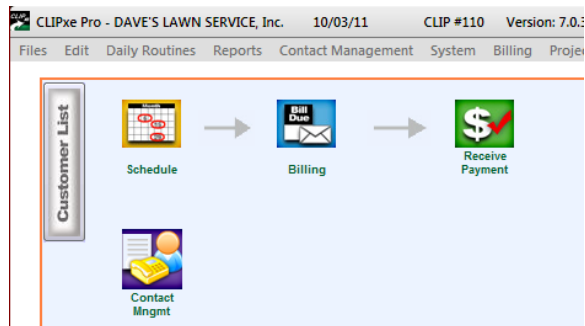 CLIP CLIPxe Pro - DAVE'S LAWN SERVICE, Inc. 10/03/11 CLIP #110 Version: 7.0.3
Files Edit Daily Routines Reports Contact Management System Billing
Customer List
Month
Bill
Due
$
Schedule
Billing
Receive
Payment
Contact
Mngmt